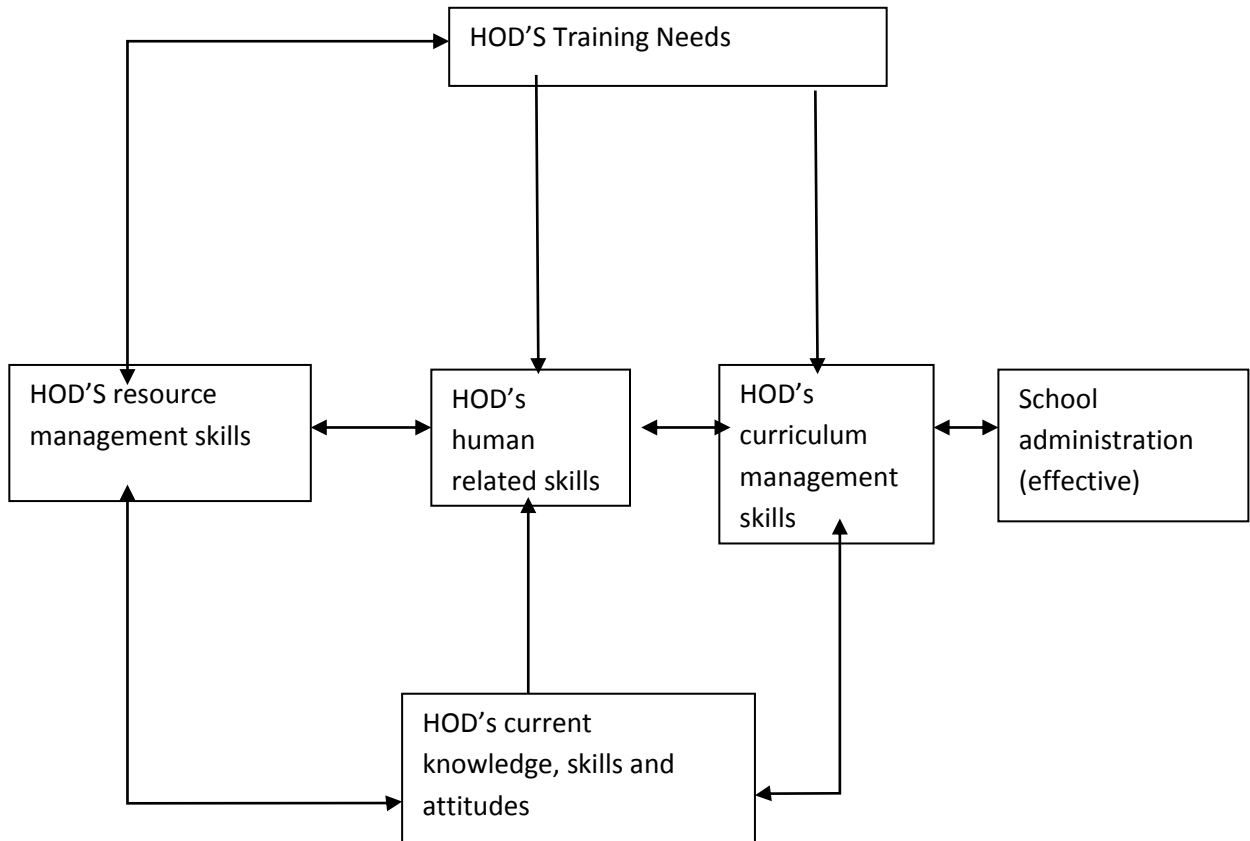 HOD’S Training Needs
HOD’S resource
management skills
HOD’s
human
related skills
HOD’s
curriculum
management
skills
School
administration
(effective)
HOD’s current
knowledge, skills and
attitudes